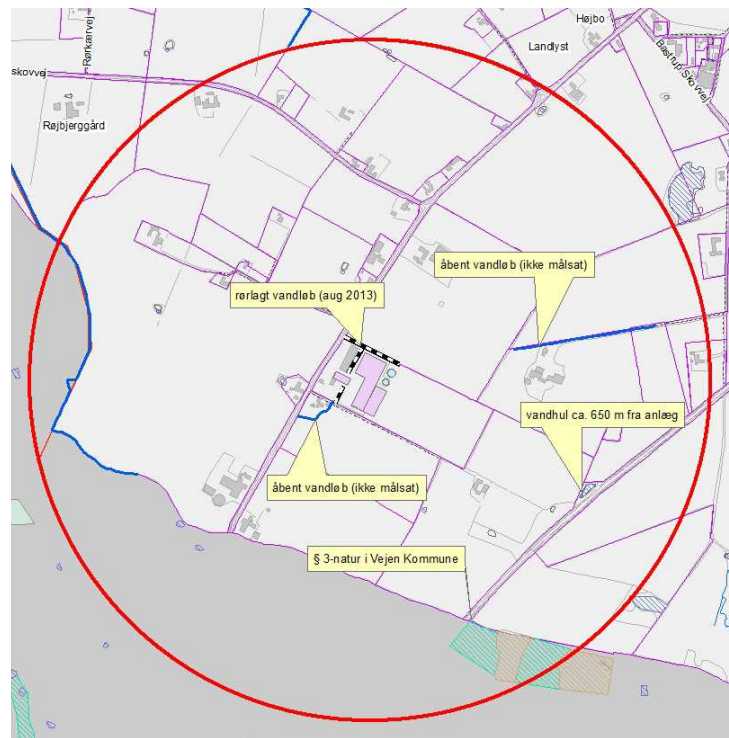 Højbo
Landlyst
Rørkærvej
Bastrup Skovvej
skovvej
Røjbjerggård
åbent vandløb (ikke målsat)
rørlagt vandløb (aug 2013)
vandhul ca. 650 m fra anlæg
åbent vandløb (ikke målsat)
§ 3-natur i Vejen Kommune